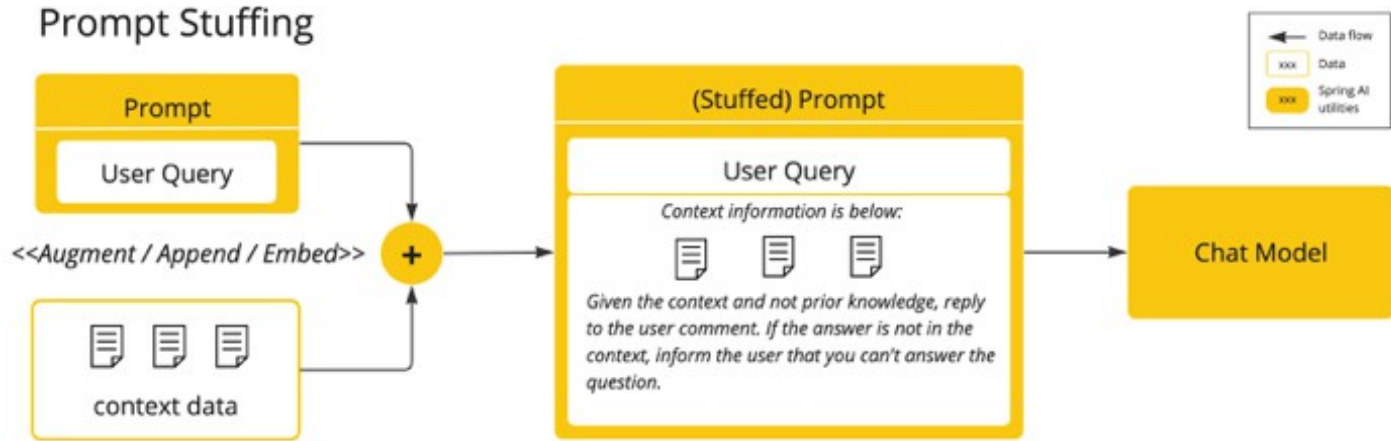 Prompt Stuffing
Prompt
User Query
<<Augment / Append / Embed>>
+
context data
(Stuffed) Prompt
User Query
Context information is below:
Given the context and not prior knowledge, reply
to the user comment. If the answer is not in the
context, inform the user that you can't answer the
question.
Chat Model
Data flow
xxx
Data
xxx
Spring AI
utilities